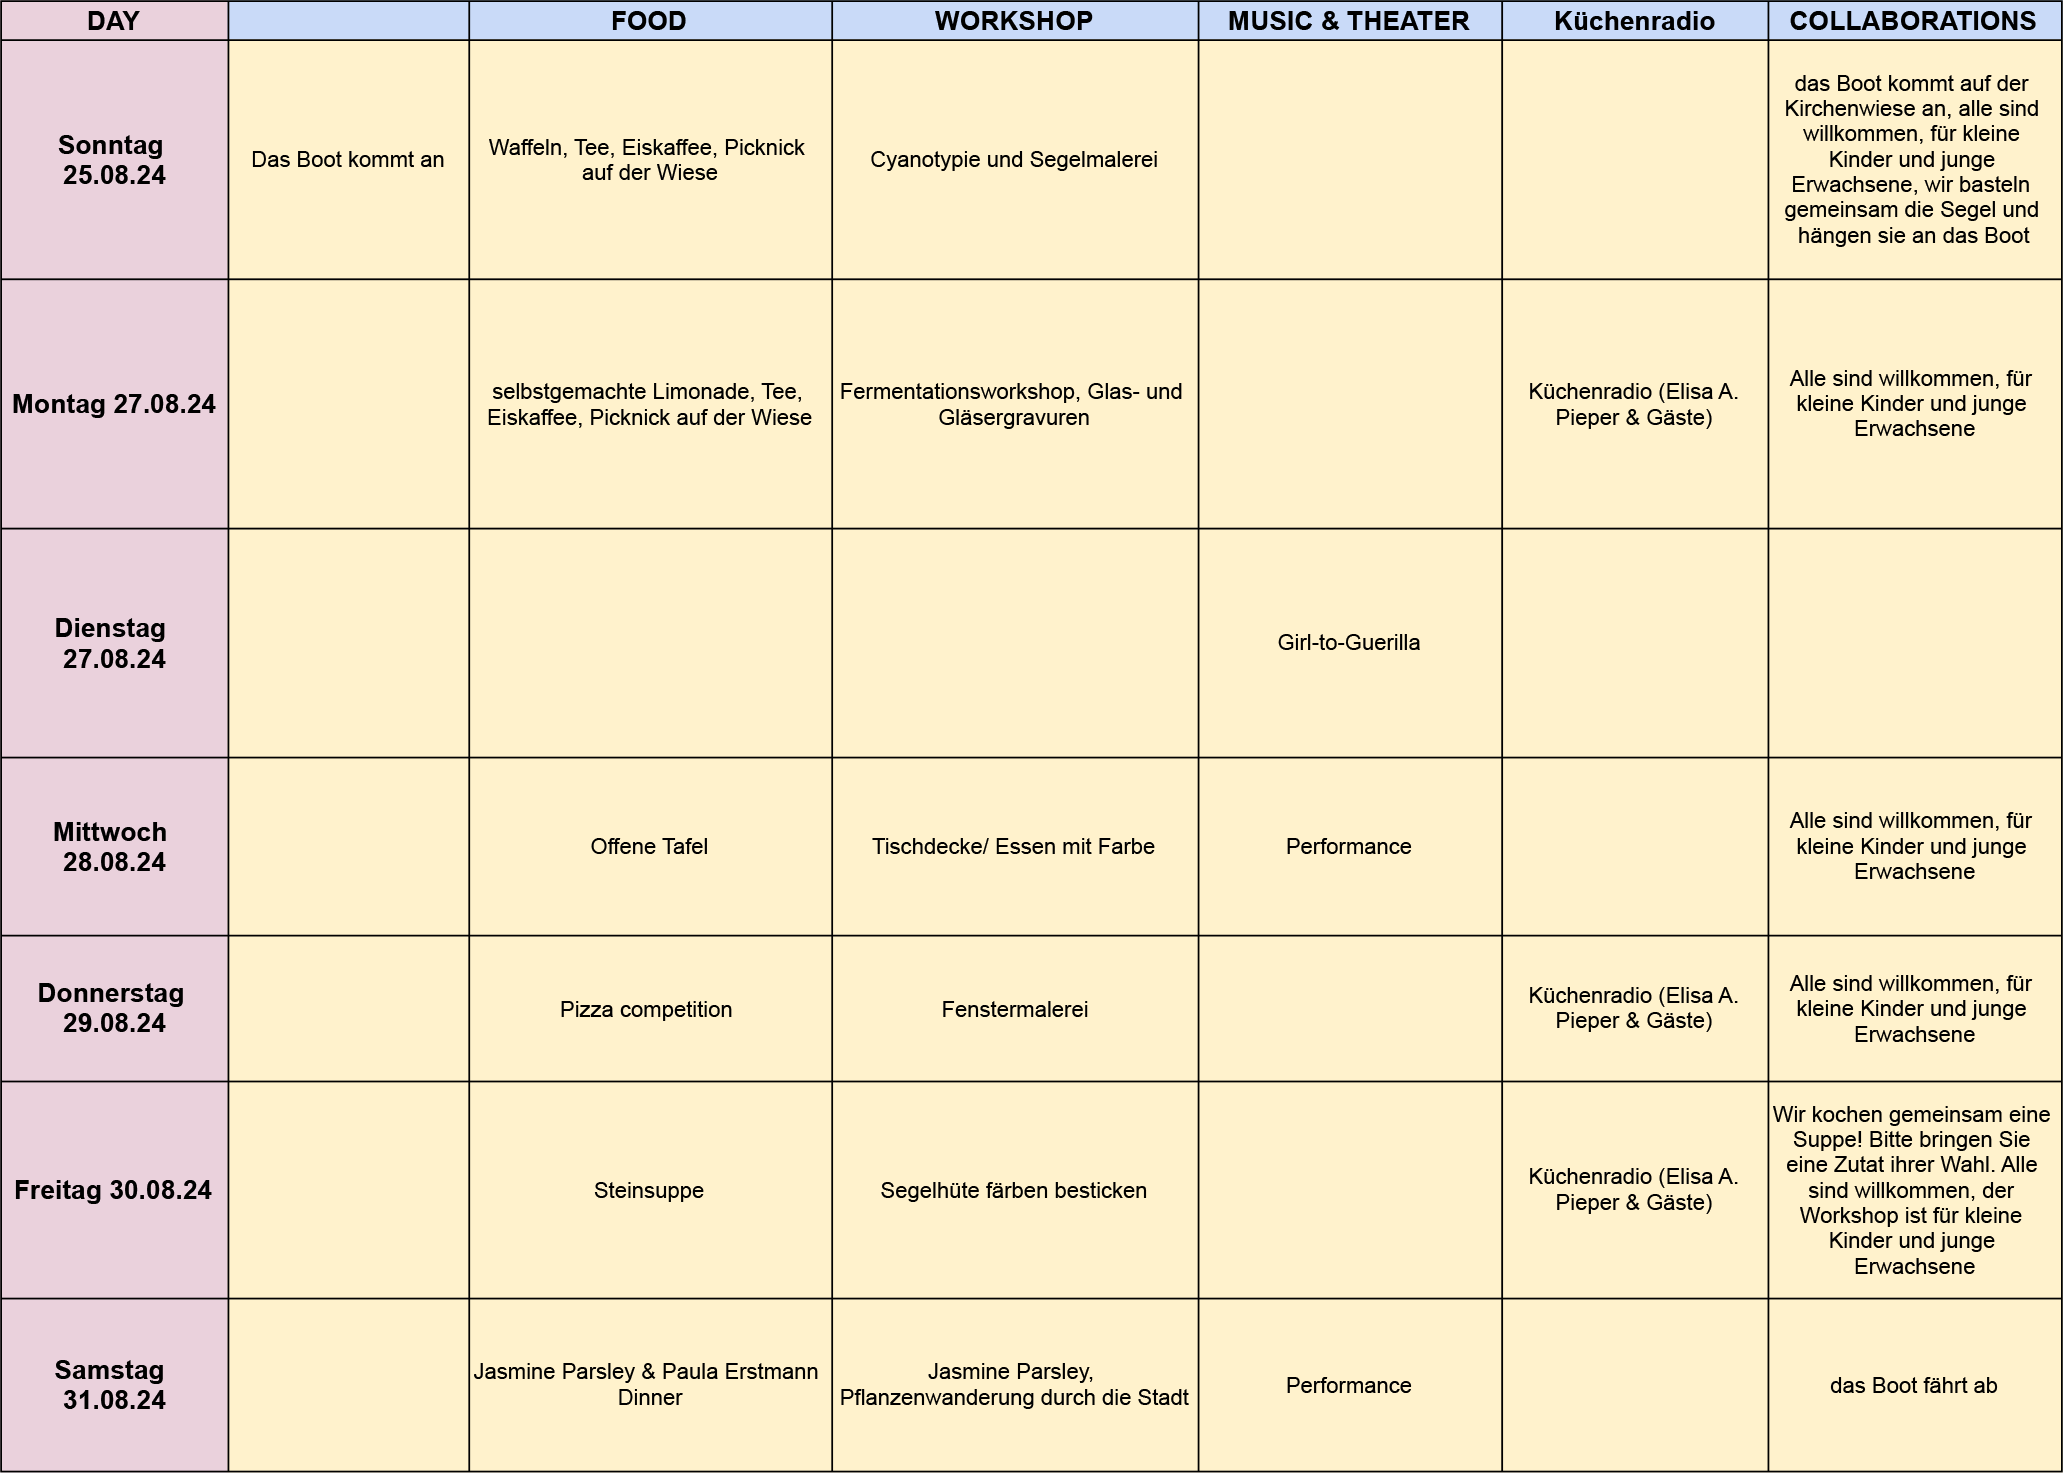 DAY
FOOD
WORKSHOP
MUSIC & THEATER
Küchenradio
COLLABORATIONS
Sonntag
25.08.24
Das Boot kommt an
Waffeln, Tee, Eiskaffee, Picknick
auf der Wiese
Cyanotypie und Segelmalerei
das Boot kommt auf der
Kirchenwiese an, alle sind
willkommen, für kleine
Kinder und junge
Erwachsene, wir basteln
gemeinsam die Segel und
hängen sie an das Boot
Montag 27.08.24
selbstgemachte Limonade, Tee,
Eiskaffee, Picknick auf der Wiese
Fermentationsworkshop, Glas- und
Gläsergravuren
Küchenradio (Elisa A.
Pieper & Gäste)
Alle sind willkommen, für
kleine Kinder und junge
Erwachsene
Dienstag
27.08.24
Girl-to-Guerilla
Mittwoch
28.08.24
Offene Tafel
Tischdecke/ Essen mit Farbe
Performance
Alle sind willkommen, für
kleine Kinder und junge
Erwachsene
Donnerstag
29.08.24
Pizza competition
Fenstermalerei
Küchenradio (Elisa A.
Pieper & Gäste)
Alle sind willkommen, für
kleine Kinder und junge
Erwachsene
Freitag 30.08.24
Steinsuppe
Segelhüte färben besticken
Küchenradio (Elisa A.
Pieper & Gäste)
Wir kochen gemeinsam eine
Suppe! Bitte bringen Sie
eine Zutat ihrer Wahl. Alle
sind willkommen, der
Workshop ist für kleine
Kinder und junge
Erwachsene
Samstag
31.08.24
Jasmine Parsley & Paula Erstmann
Dinner
Jasmine Parsley,
Pflanzenwanderung durch die Stadt
Performance
das Boot fährt ab